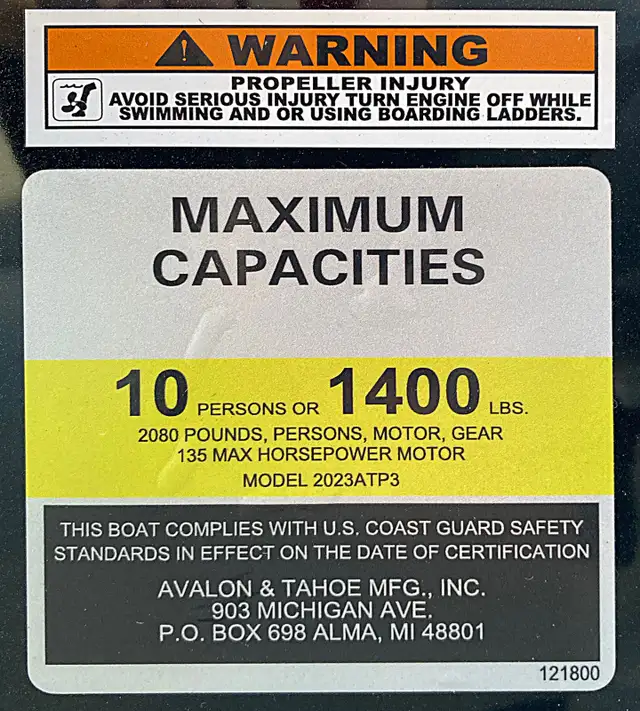 WARNING
PROPELLER INJURY
AVOID SERIOUS INJURY TURN ENGINE OFF WHILE
SWIMMING AND OR USING BOARDING LADDERS.
MAXIMUM
CAPACITIES
10 PERSONS OR 1400 LBS.
2080 POUNDS, PERSONS, MOTOR, GEAR
135 MAX HORSEPOWER MOTOR
MODEL 2023ATP3
THIS BOAT COMPLIES WITH U.S. COAST GUARD SAFETY
STANDARDS IN EFFECT ON THE DATE OF CERTIFICATION
AVALON & TAHOE MFG., INC.
903 MICHIGAN AVE.
P.O. BOX 698 ALMA, MI 48801
121800